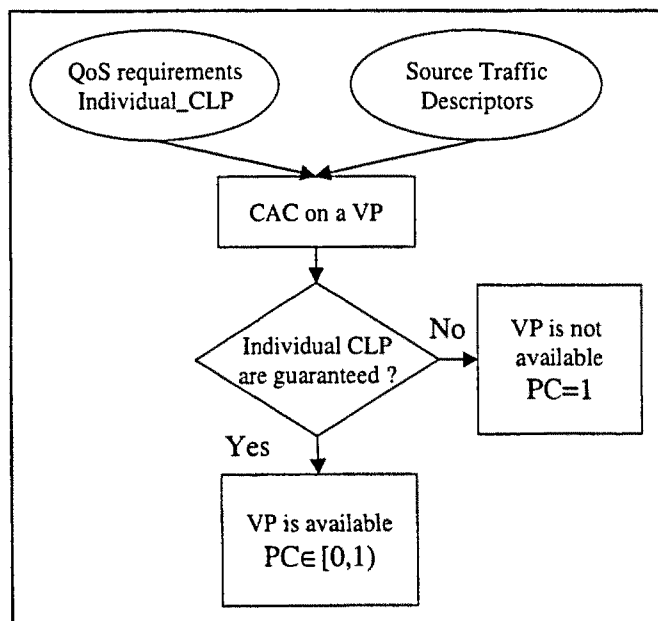 QoS requirements
Individual_CLP
Source Traffic
Descriptors
CAC on a VP
Individual CLP
are guaranteed ?
No
VP is not
available
PC=1
Yes
VP is available
PC∈[0,1)